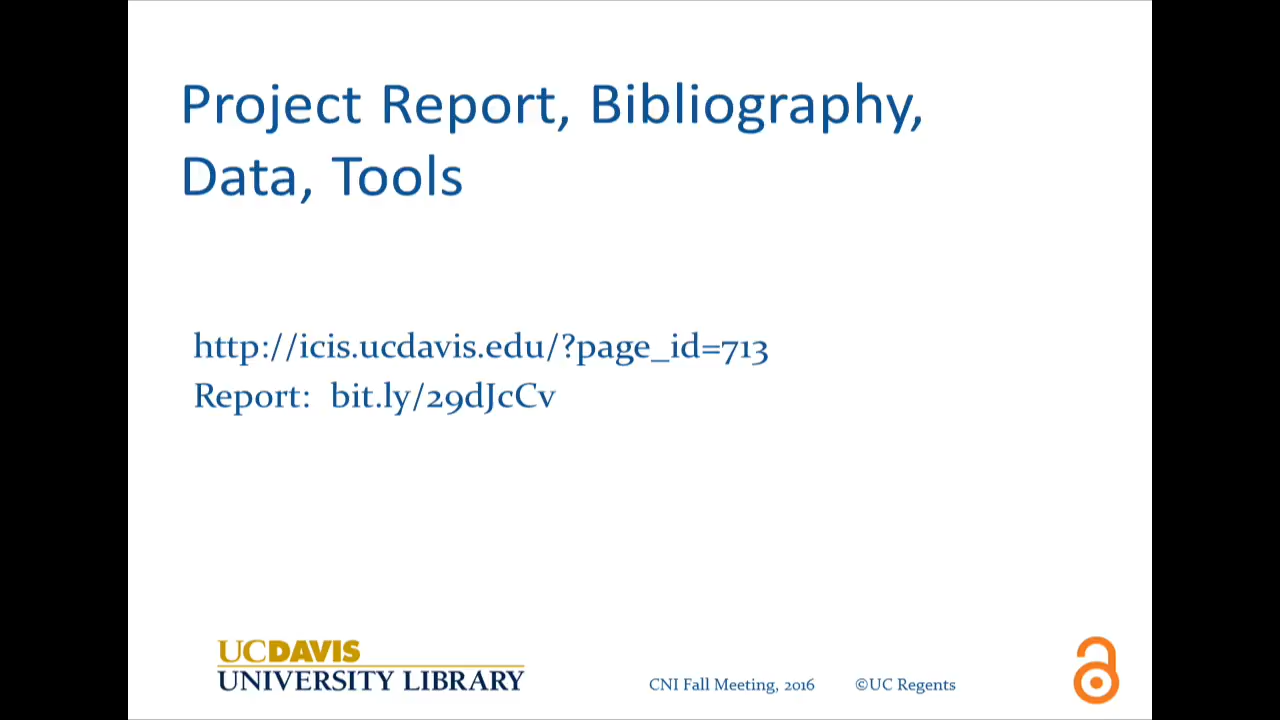 Project Report, Bibliography,
Data, Tools
http://icis.ucdavis.edu/?page_id=713
Report: bit.ly/29dJcCv
UCDAVIS
UNIVERSITY LIBRARY
CNI Fall Meeting, 2016 ©UC Regents